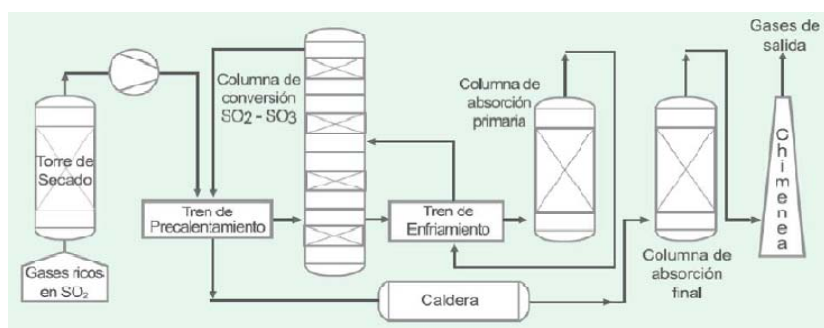 Gases de
salida
Columna de
conversión
SO2 - SO3
Columna de
absorción
primaria
Torre de
Secado
Chimenea
Tren de
Precalentamiento
Tren de
Enfriamiento
Gases ricos
en SO₂
Caldera
Columna de
absorción
final